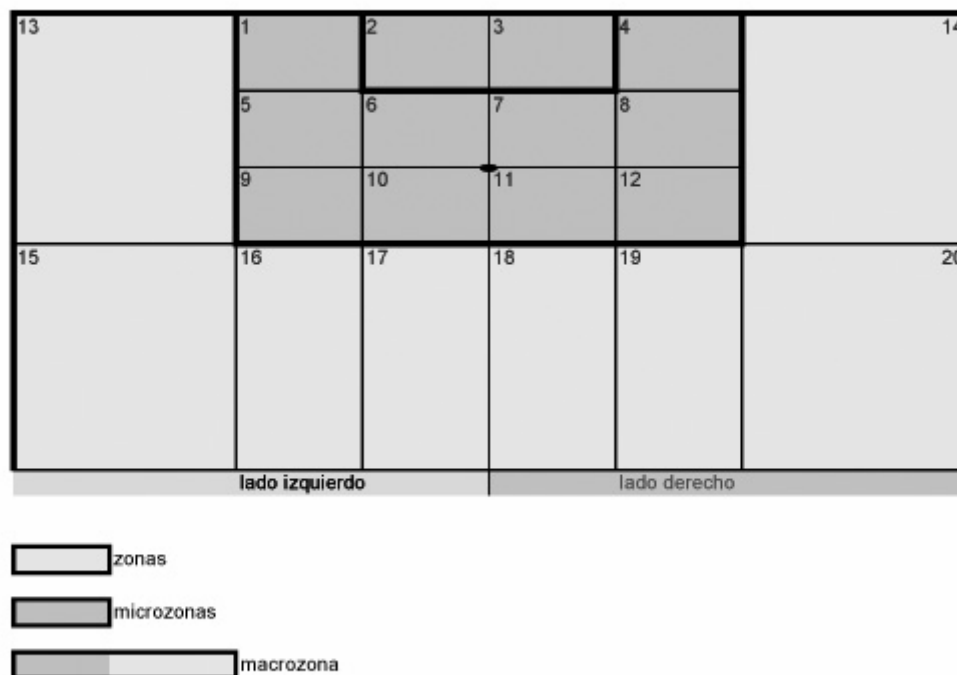 13 1 2 3 4 14
5 6 7 8
9 10 11 12
15 16 17 18 19 20
lado izquierdo lado derecho
zonas
microzonas
macrozona